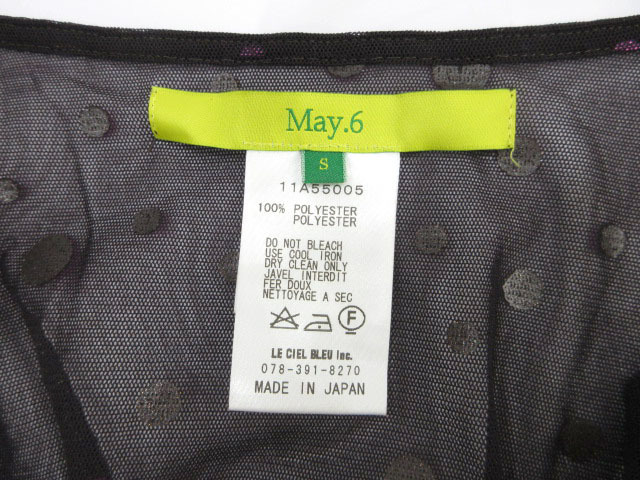 May.6
S
11A55005
100% POLYESTER
POLYESTER
DO NOT BLEACH
USE COOL IRON
DRY CLEAN ONLY
JAVEL INTERDIT
FER DOUX
NETTOYAGE A SEC
F
LE CIEL BLEU Inc.
078-391-8270
MADE IN JAPAN